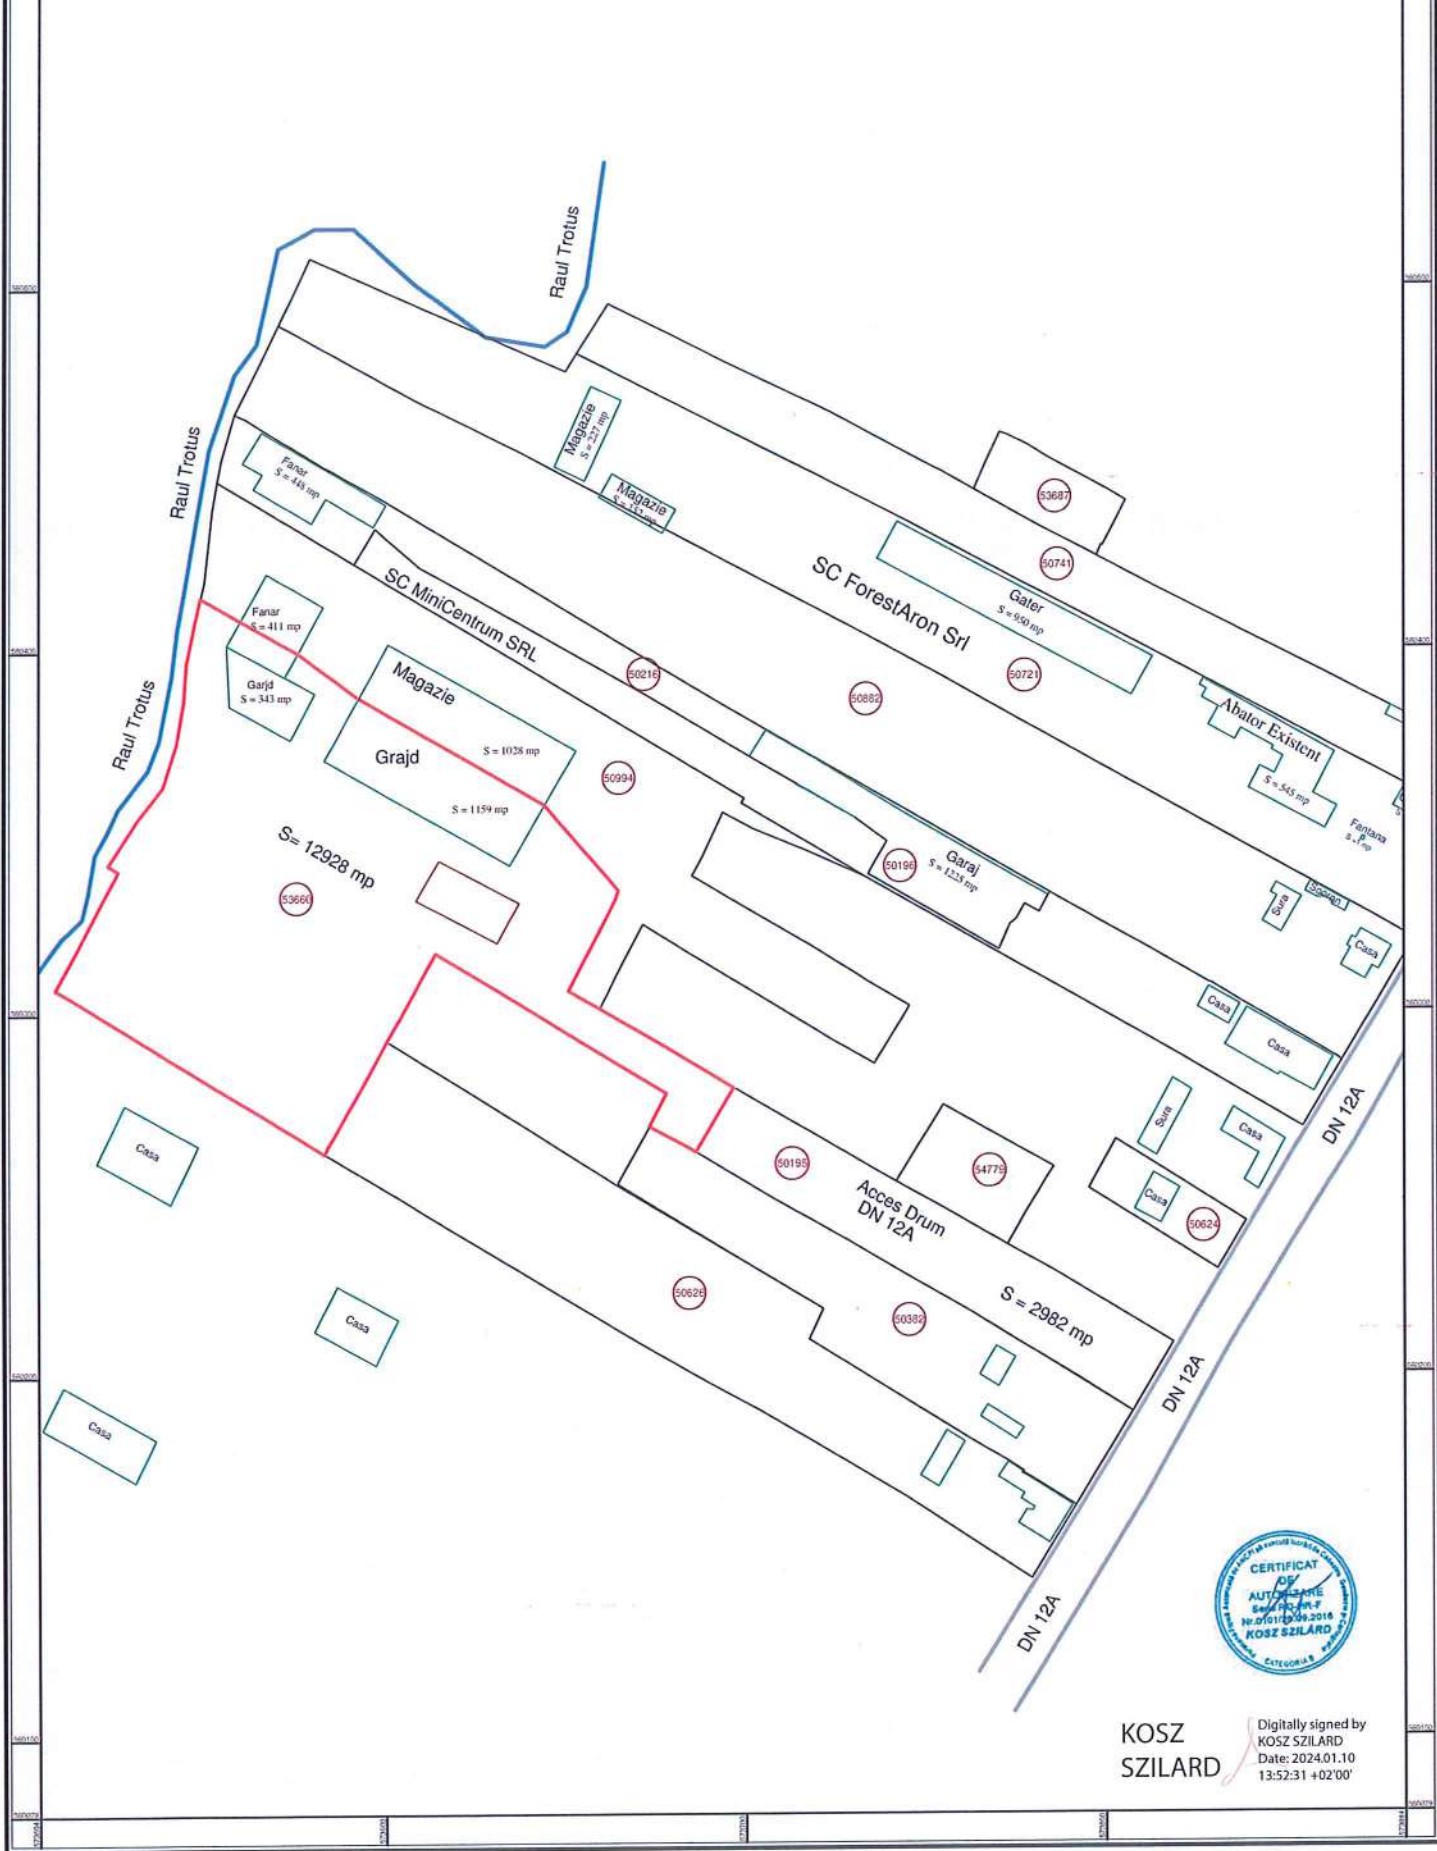 Raul Trotus
Raul Trotus
Raul Trotus
Magazie
S = 227 mp
Magazie
Fanar
S = 448 mp
53687
50741
SC ForestAron Srl
Gater
S = 950 mp
SC MiniCentrum SRL
Fanar
S = 411 mp
Garjd
S = 343 mp
Magazie
Grajd
S = 1028 mp
S = 1159 mp
50216
50882
50721
Abator Existent
S = 545 mp
Fantana
50994
50196
Garaj
S = 1225 mp
S= 12928 mp
53660
Sura
Sopron
Casa
Casa
Casa
Sura
Casa
Casa
50624
DN 12A
Casa
50195
54779
Acces Drum
DN 12A
S = 2982 mp
50626
50382
Casa
Casa
DN 12A
DN 12A
CERTIFICAT
DE
AUTORIZARE
KOSZ SZILARD
CATEGORIA B
KOSZ
SZILARD
Digitally signed by
KOSZ SZILARD
Date: 2024.01.10
13:52:31 +02'00'